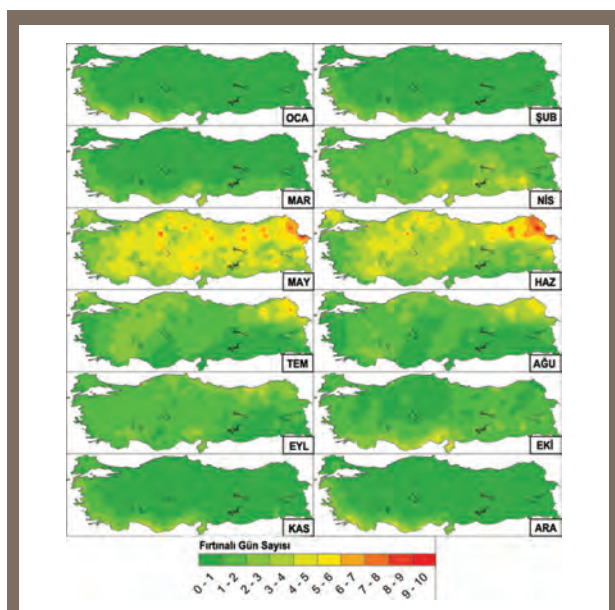 OCA
ŞUB
MAR
NİS
MAY
HAZ
TEM
AĞU
EYL
EKİ
KAS
ARA
Fırtınalı Gün Sayısı
0 - 1
1 - 2
2 - 3
3 - 4
4 - 5
5 - 6
6 - 7
7 - 8
8 - 9
9 - 10